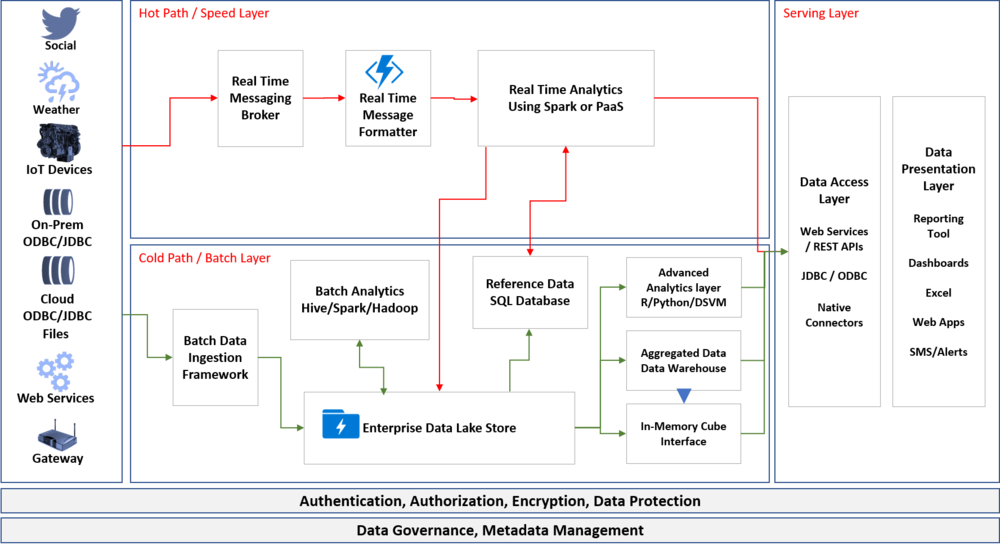 Social
Weather
IoT Devices
On-Prem
ODBC/JDBC
Cloud
ODBC/JDBC
Files
Web Services
Gateway
Hot Path / Speed Layer
Real Time
Messaging
Broker
Real Time
Message
Formatter
Real Time Analytics
Using Spark or PaaS
Cold Path / Batch Layer
Batch Data
Ingestion
Framework
Batch Analytics
Hive/Spark/Hadoop
Reference Data
SQL Database
Enterprise Data Lake Store
Advanced
Analytics layer
R/Python/DSVM
Aggregated Data
Data Warehouse
In-Memory Cube
Interface
Serving Layer
Data Access
Layer
Web Services
/ REST APIs
JDBC / ODBC
Native
Connectors
Data
Presentation
Layer
Reporting
Tool
Dashboards
Excel
Web Apps
SMS/Alerts
Authentication, Authorization, Encryption, Data Protection
Data Governance, Metadata Management